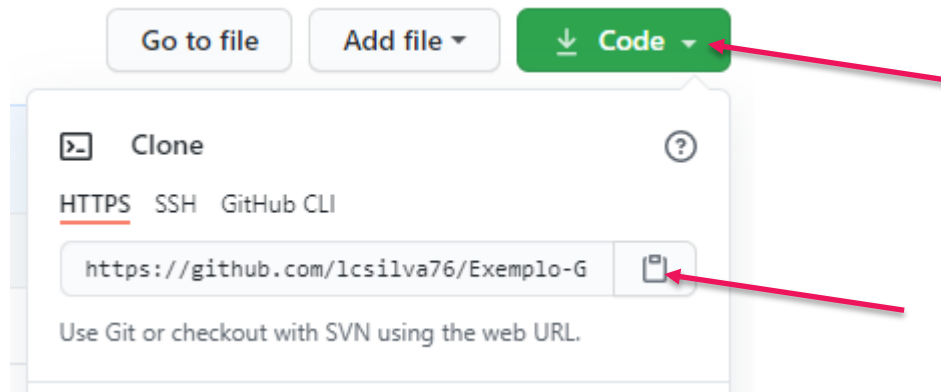 Go to file Add file Code
Clone
HTTPS SSH GitHub CLI
https://github.com/lcsilva76/Exemplo-G
Use Git or checkout with SVN using the web URL.